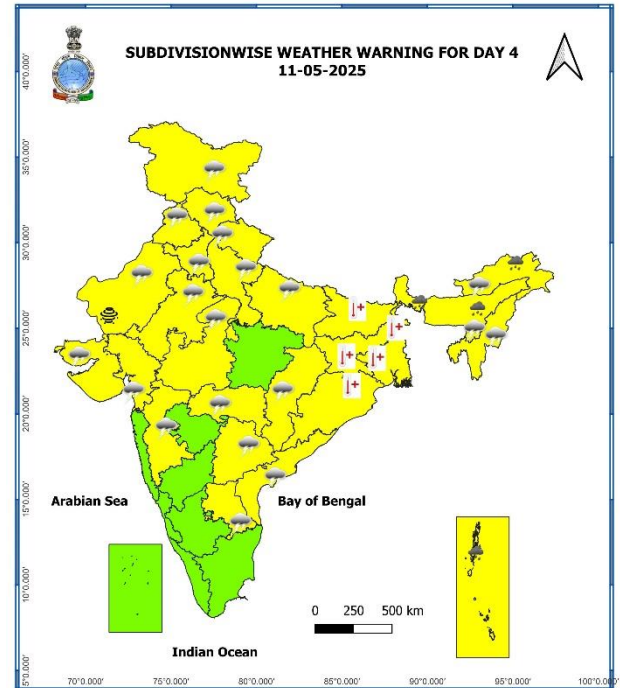 SUBDIVISIONWISE WEATHER WARNING FOR DAY 4
11-05-2025
40°0.000'
35°0.000'
30°0.000'
25°0.000'
20°0.000'
15°0.000'
10°0.000'
5°0.000'
Arabian Sea
Bay of Bengal
0 250 500 km
Indian Ocean
70°0.000' 75°0.000' 80°0.000' 85°0.000' 90°0.000' 95°0.000' 100°0.000'